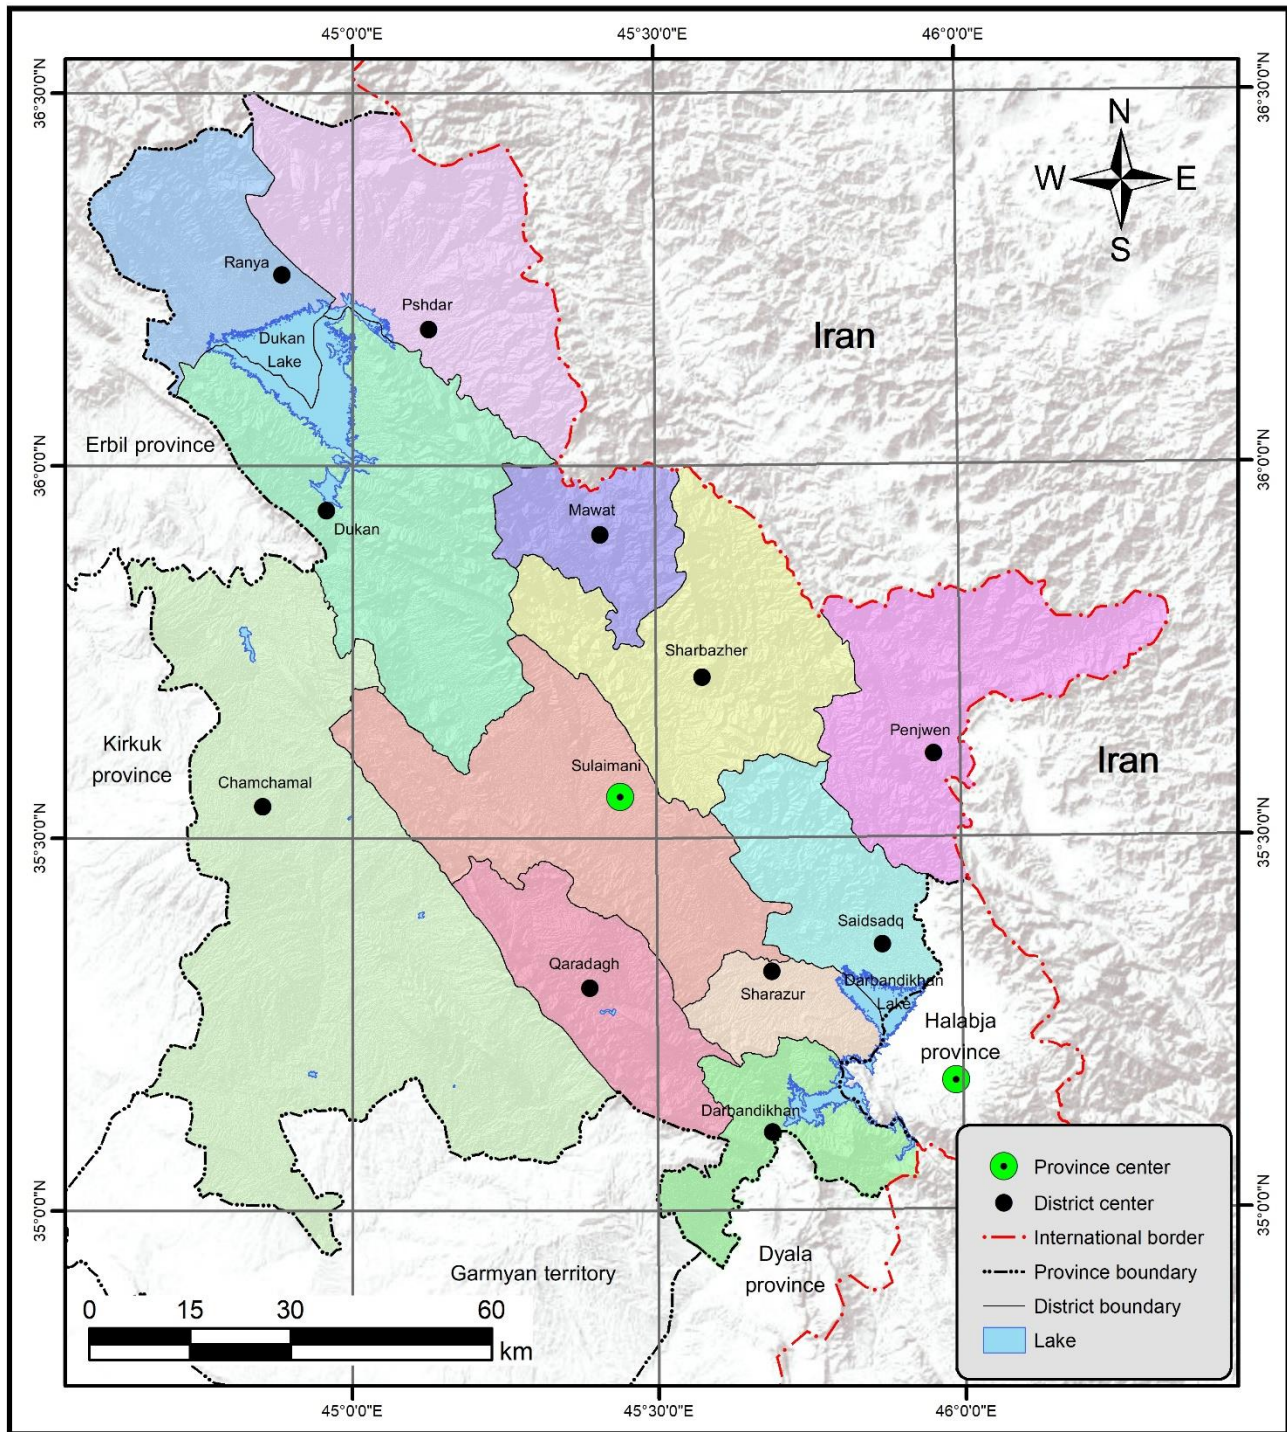 45°0'0"E
45°30'0"E
46°0'0"E
36°30'0"N
36°30'0"N
N
W
E
S
Ranya
Pshdar
Dukan
Lake
Iran
Erbil province
36°0'0"N
36°0'0"N
Mawat
Dukan
Sharbazher
Penjwen
Kirkuk
province
Sulaimani
Iran
Chamchamal
35°30'0"N
35°30'0"N
Saidsadq
Qaradagh
Darbandikhan
Lake
Sharazur
Halabja
province
Darbandikhan
35°0'0"N
35°0'0"N
Dyala
province
Garmyan territory
0
15
30
60
km
Province center
District center
International border
Province boundary
District boundary
Lake
45°0'0"E
45°30'0"E
46°0'0"E